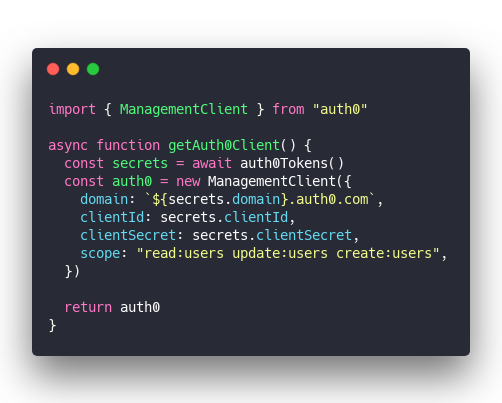 import { ManagementClient } from "auth0"
async function getAuth0Client() {
  const secrets = await auth0Tokens()
  const auth0 = new ManagementClient({
    domain: `${secrets.domain}.auth0.com`,
    clientId: secrets.clientId,
    clientSecret: secrets.clientSecret,
    scope: "read:users update:users create:users",
  })
  return auth0
}